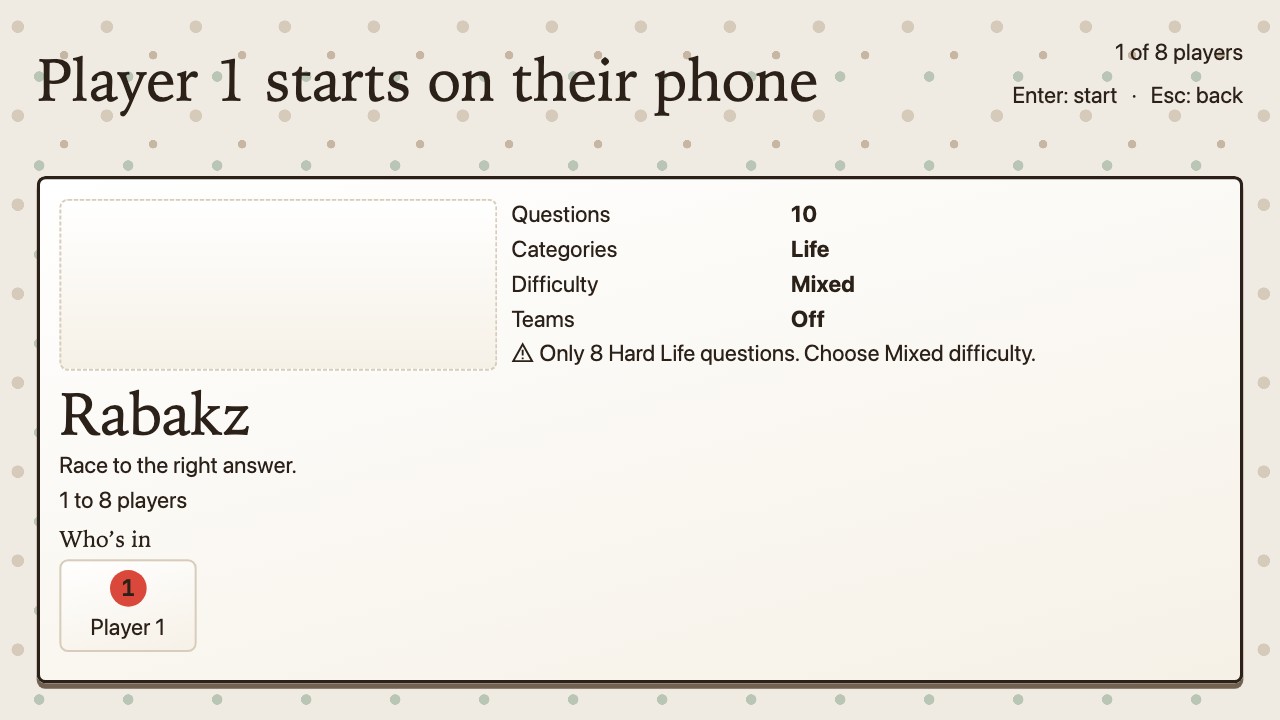 Player 1 starts on their phone
1 of 8 players
Enter: start · Esc: back
Questions 10
Categories Life
Difficulty Mixed
Teams Off
⚠ Only 8 Hard Life questions. Choose Mixed difficulty.
Rabakz
Race to the right answer.
1 to 8 players
Who’s in
1
Player 1